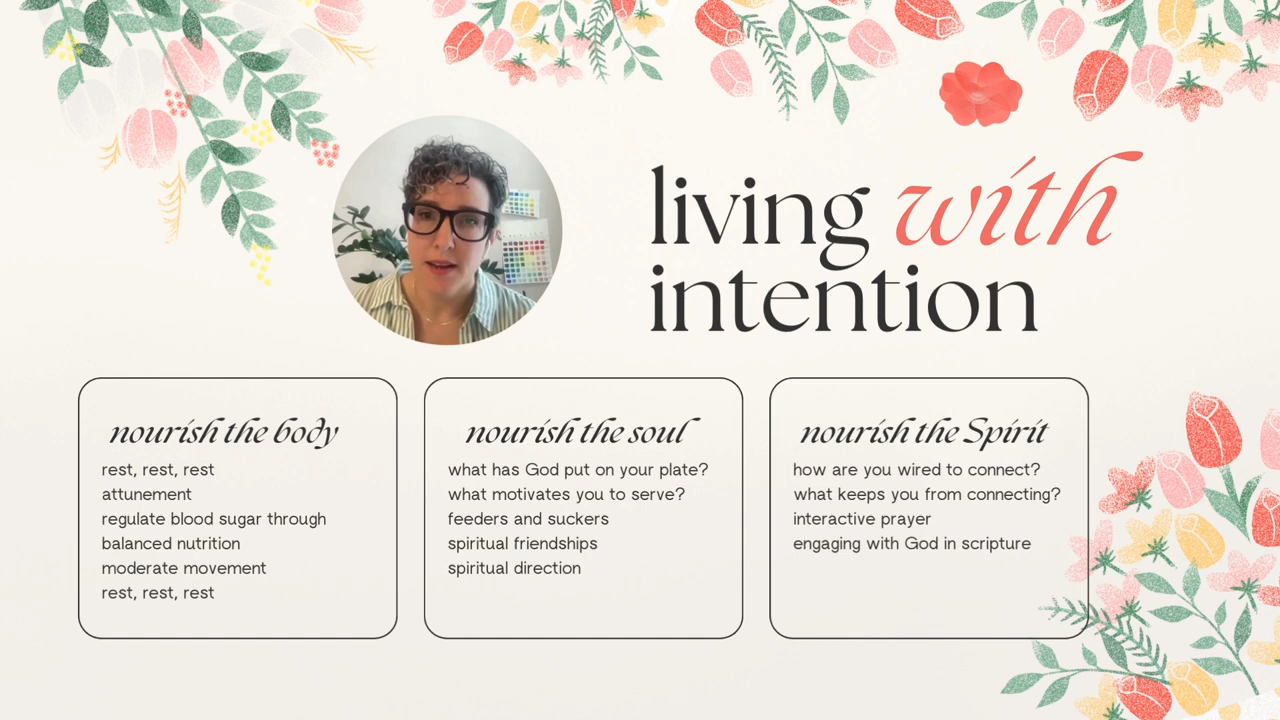 living with
intention
nourish the body
rest, rest, rest
attunement
regulate blood sugar through
balanced nutrition
moderate movement
rest, rest, rest
nourish the soul
what has God put on your plate?
what motivates you to serve?
feeders and suckers
spiritual friendships
spiritual direction
nourish the Spirit
how are you wired to connect?
what keeps you from connecting?
interactive prayer
engaging with God in scripture